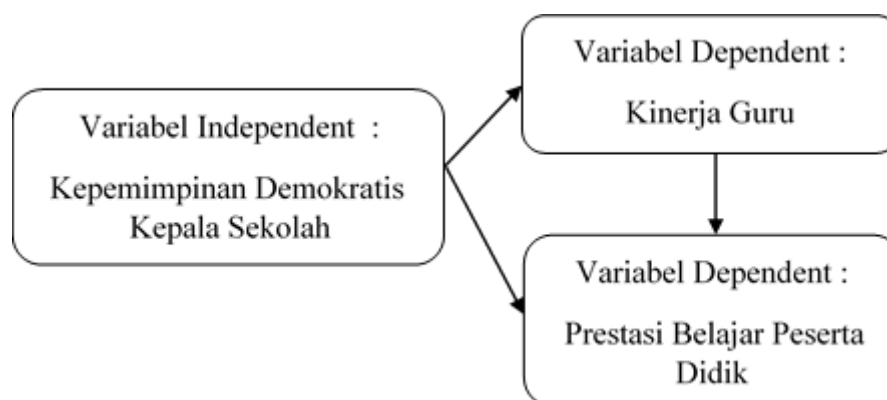 Variabel Independent :
Kepemimpinan Demokratis
Kepala Sekolah
Variabel Dependent :
Kinerja Guru
Variabel Dependent :
Prestasi Belajar Peserta
Didik